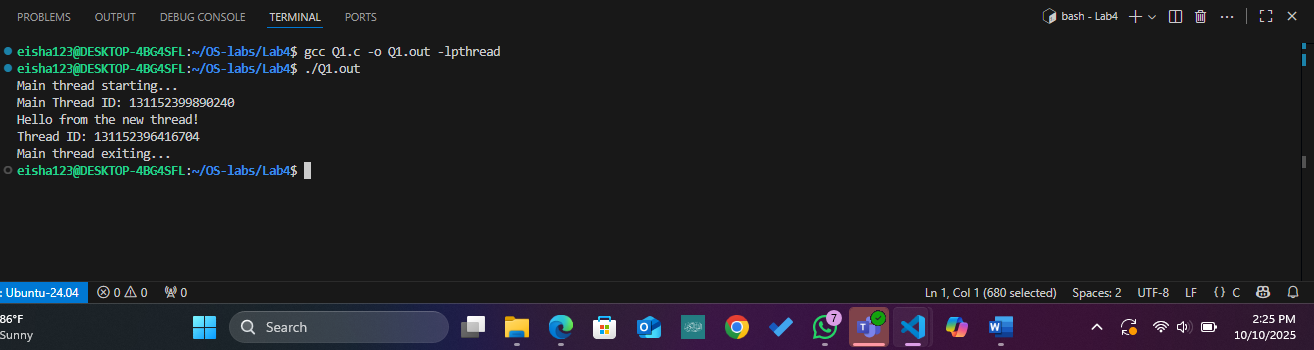 PROBLEMS OUTPUT DEBUG CONSOLE TERMINAL PORTS bash - Lab4
eisha123@DESKTOP-4BG4SFL:~/OS-labs/Lab4$ gcc Q1.c -o Q1.out -lpthread
eisha123@DESKTOP-4BG4SFL:~/OS-labs/Lab4$ ./Q1.out
Main thread starting...
Main Thread ID: 131152399890240
Hello from the new thread!
Thread ID: 131152396416704
Main thread exiting...
eisha123@DESKTOP-4BG4SFL:~/OS-labs/Lab4$
: Ubuntu-24.04 0 0 0 Ln 1, Col 1 (680 selected) Spaces: 2 UTF-8 LF {} C
86°F
Sunny
Search
7
2:25 PM
10/10/2025